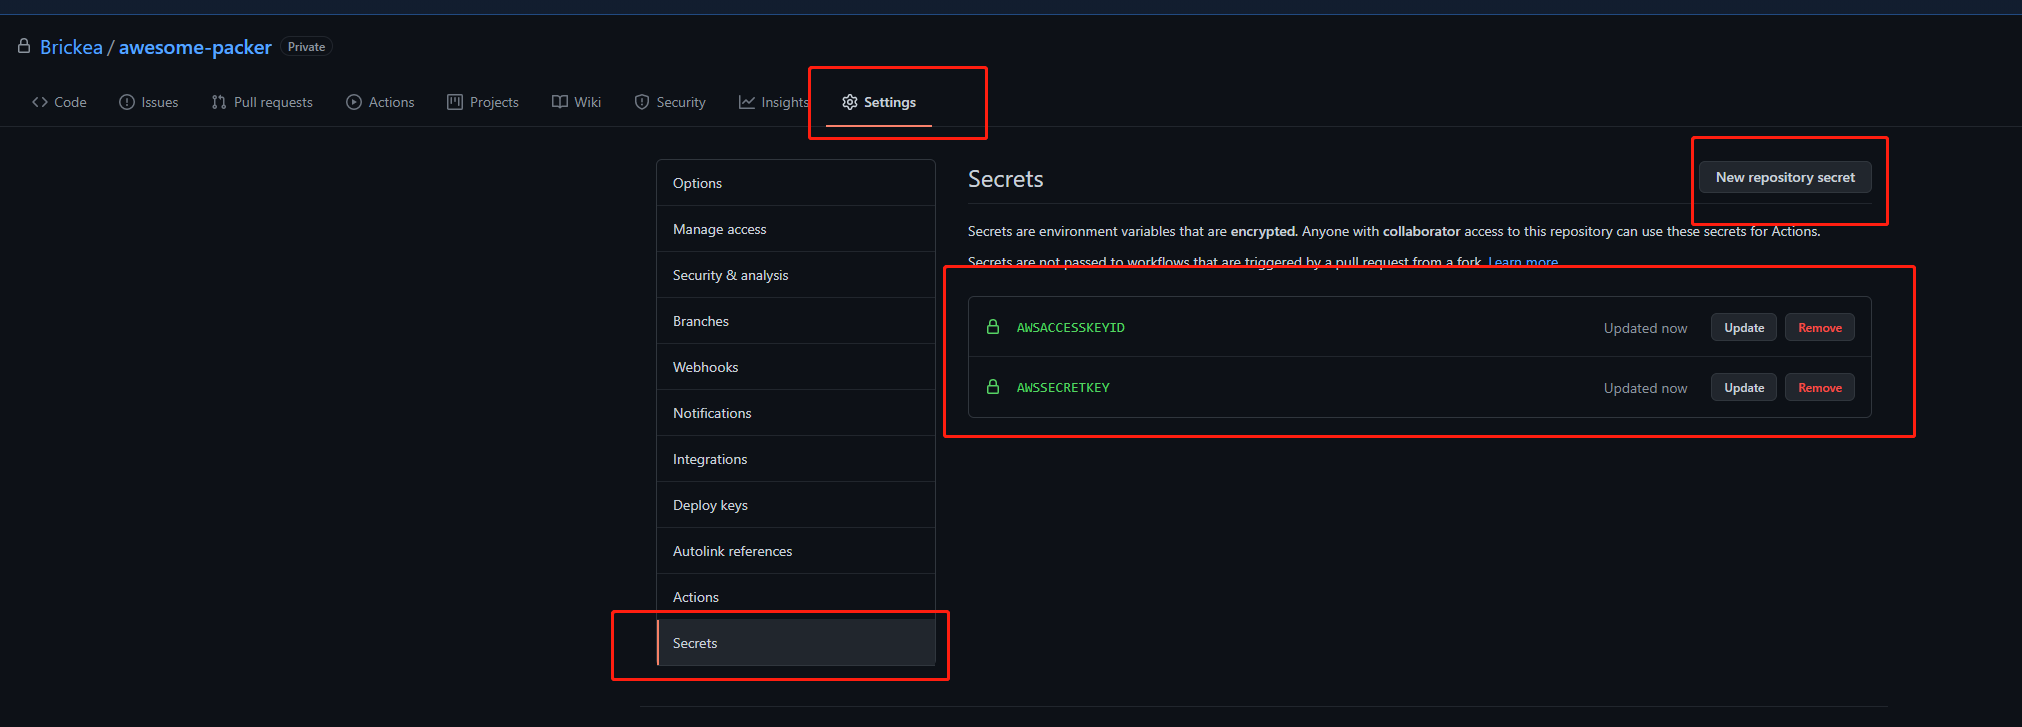 Brickea / awesome-packer Private
Code Issues Pull requests Actions Projects Wiki Security Insights Settings
Options
Manage access
Security & analysis
Branches
Webhooks
Notifications
Integrations
Deploy keys
Autolink references
Actions
Secrets
Secrets New repository secret
Secrets are environment variables that are encrypted. Anyone with collaborator access to this repository can use these secrets for Actions.
Secrets are not passed to workflows that are triggered by a pull request from a fork. Learn more
AWSACCESSKEYID Updated now Update Remove
AWSSECRETKEY Updated now Update Remove